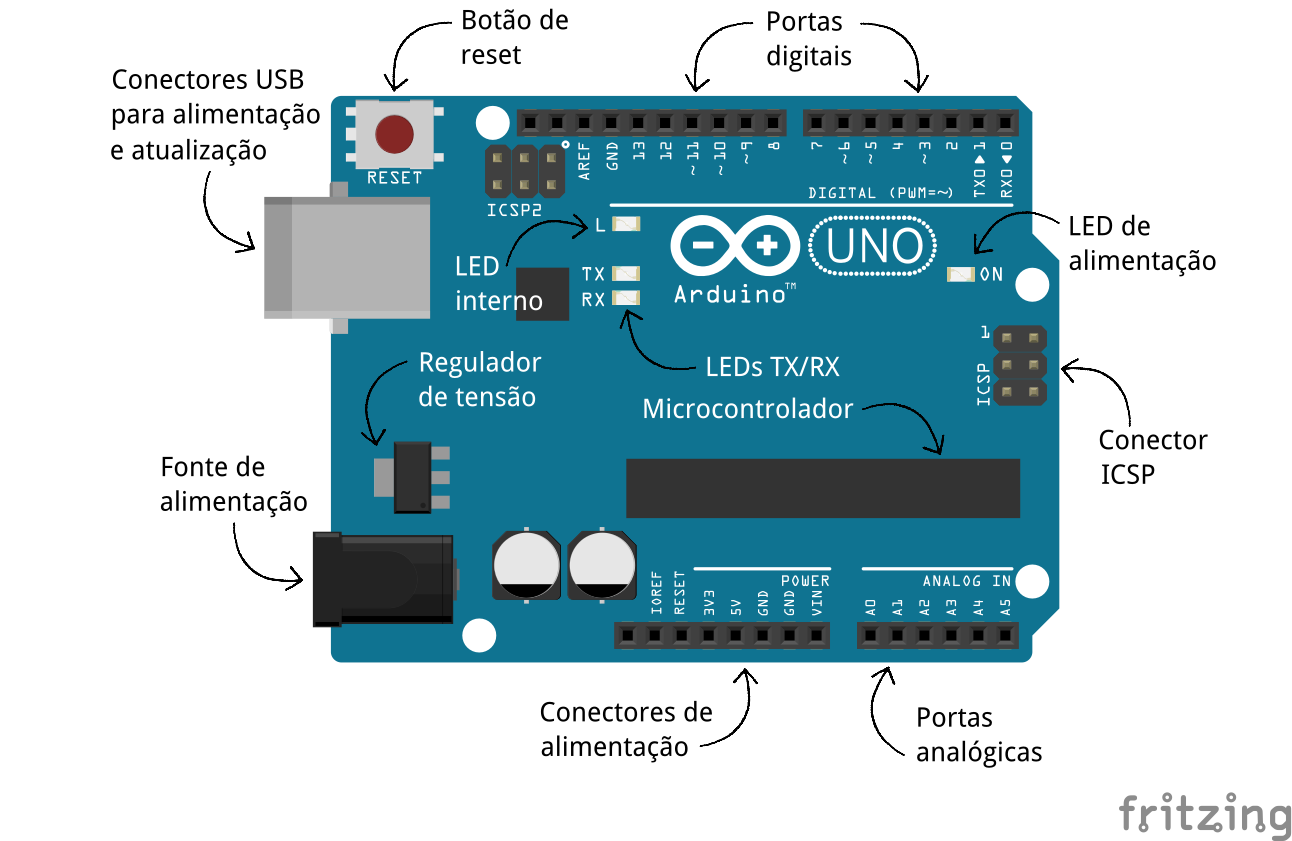 Botão de
reset
Portas
digitais
Conectores USB
para alimentação
e atualização
RESET
ICSP2
AREF
GND
13
12
~11
~10
~9
8
7
~6
~5
4
~3
2
TX0▶1
RX0◀0
DIGITAL (PWM=~)
L
TX
RX
LED
interno
Arduino™
UNO
ON
LED de
alimentação
1
ICSP
Regulador
de tensão
LEDs TX/RX
Microcontrolador
Conector
ICSP
Fonte de
alimentação
IOREF
RESET
3V3
5V
GND
GND
VIN
POWER
ANALOG IN
A0
A1
A2
A3
A4
A5
Conectores de
alimentação
Portas
analógicas
fritzing